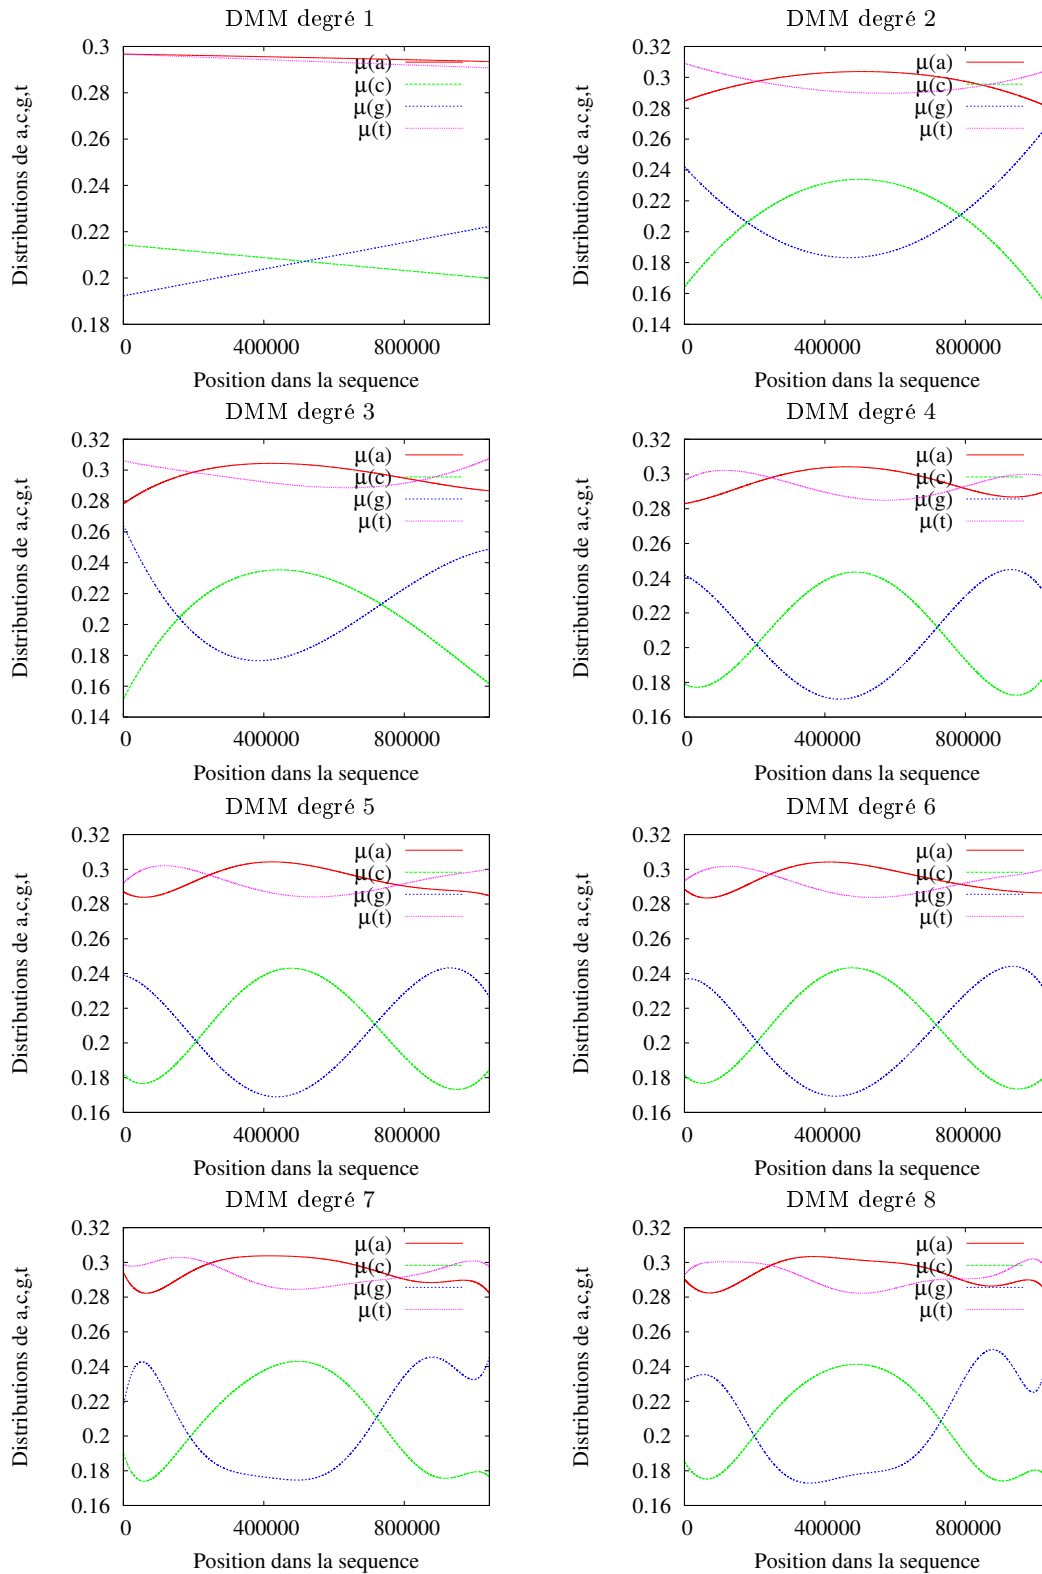 DMM degré 1
0.3
0.28
0.26
0.24
0.22
0.2
0.18
0
400000
800000
Distributions de a,c,g,t
Position dans la sequence
μ(a)
μ(c)
μ(g)
μ(t)
DMM degré 2
0.32
0.3
0.28
0.26
0.24
0.22
0.2
0.18
0.16
0.14
0
400000
800000
Distributions de a,c,g,t
Position dans la sequence
μ(a)
μ(c)
μ(g)
μ(t)
DMM degré 3
0.32
0.3
0.28
0.26
0.24
0.22
0.2
0.18
0.16
0.14
0
400000
800000
Distributions de a,c,g,t
Position dans la sequence
μ(a)
μ(c)
μ(g)
μ(t)
DMM degré 4
0.32
0.3
0.28
0.26
0.24
0.22
0.2
0.18
0.16
0
400000
800000
Distributions de a,c,g,t
Position dans la sequence
μ(a)
μ(c)
μ(g)
μ(t)
DMM degré 5
0.32
0.3
0.28
0.26
0.24
0.22
0.2
0.18
0.16
0
400000
800000
Distributions de a,c,g,t
Position dans la sequence
μ(a)
μ(c)
μ(g)
μ(t)
DMM degré 6
0.32
0.3
0.28
0.26
0.24
0.22
0.2
0.18
0.16
0
400000
800000
Distributions de a,c,g,t
Position dans la sequence
μ(a)
μ(c)
μ(g)
μ(t)
DMM degré 7
0.32
0.3
0.28
0.26
0.24
0.22
0.2
0.18
0.16
0
400000
800000
Distributions de a,c,g,t
Position dans la sequence
μ(a)
μ(c)
μ(g)
μ(t)
DMM degré 8
0.32
0.3
0.28
0.26
0.24
0.22
0.2
0.18
0.16
0
400000
800000
Distributions de a,c,g,t
Position dans la sequence
μ(a)
μ(c)
μ(g)
μ(t)